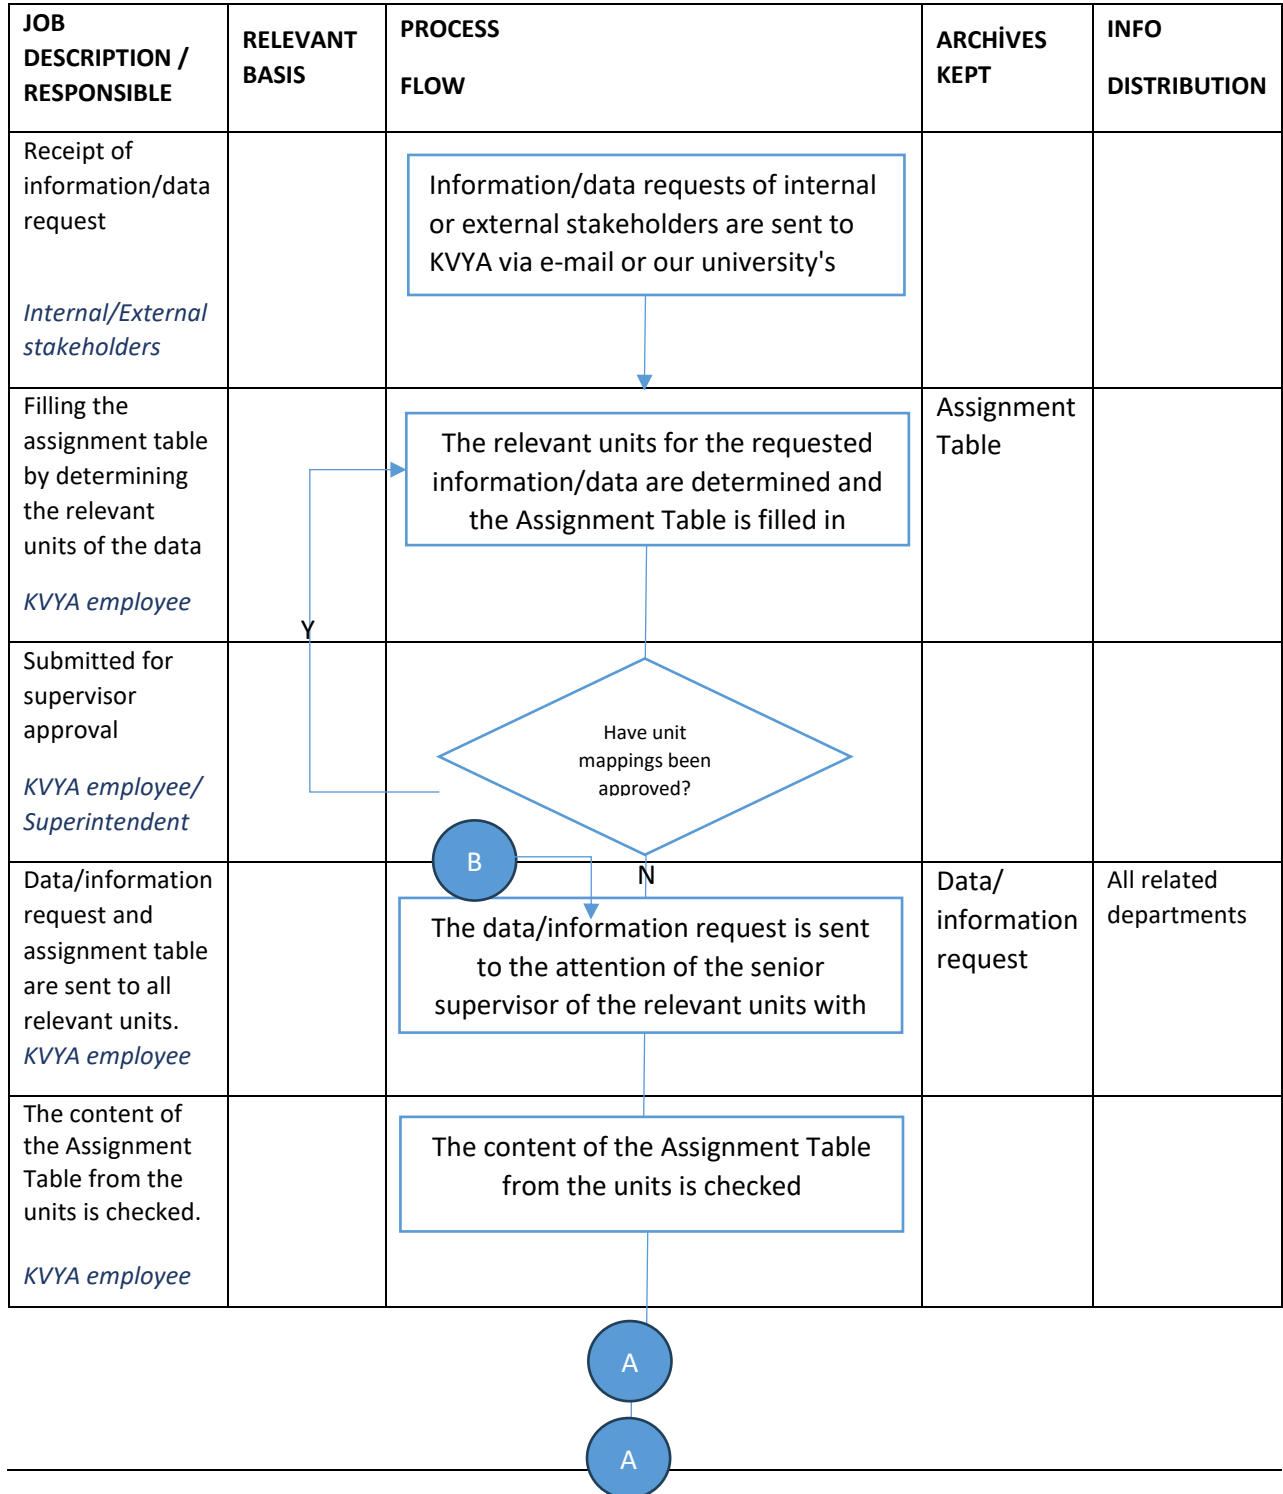 JOB
DESCRIPTION /
RESPONSIBLE
RELEVANT
BASIS
PROCESS
FLOW
ARCHİVES
KEPT
INFO
DISTRIBUTION
Receipt of
information/data
request
Internal/External
stakeholders
Information/data requests of internal
or external stakeholders are sent to
KVYA via e-mail or our university's
Filling the
assignment table
by determining
the relevant
units of the data
KVYA employee
The relevant units for the requested
information/data are determined and
the Assignment Table is filled in
Assignment
Table
Y
Submitted for
supervisor
approval
KVYA employee/
Superintendent
Have unit
mappings been
approved?
B
N
Data/information
request and
assignment table
are sent to all
relevant units.
KVYA employee
The data/information request is sent
to the attention of the senior
supervisor of the relevant units with
Data/
information
request
All related
departments
The content of
the Assignment
Table from the
units is checked.
KVYA employee
The content of the Assignment Table
from the units is checked
A
A